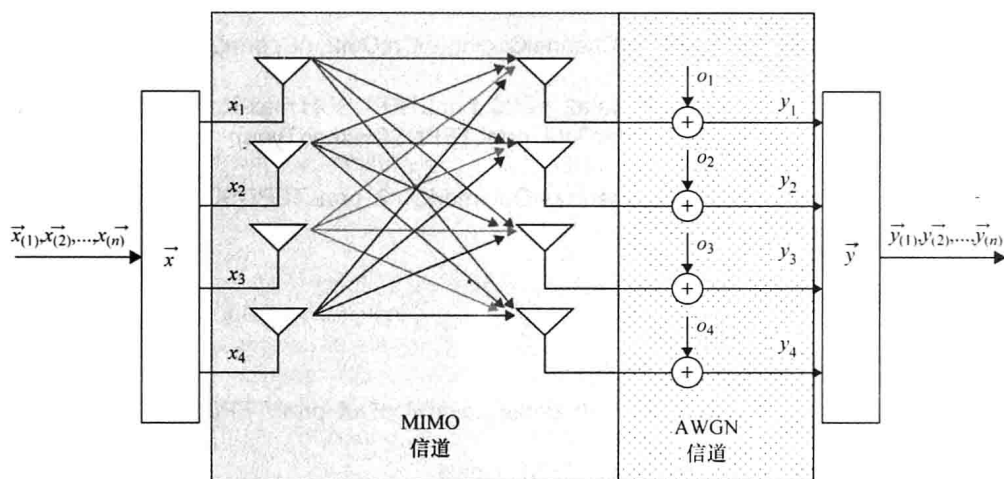 x₁
o₁
y₁
x₂
o₂
y₂
x⃗(1),x⃗(2),...,x⃗(n)
x⃗
y⃗
y⃗(1),y⃗(2),...,y⃗(n)
x₃
o₃
y₃
x₄
o₄
y₄
MIMO
信道
AWGN
信道